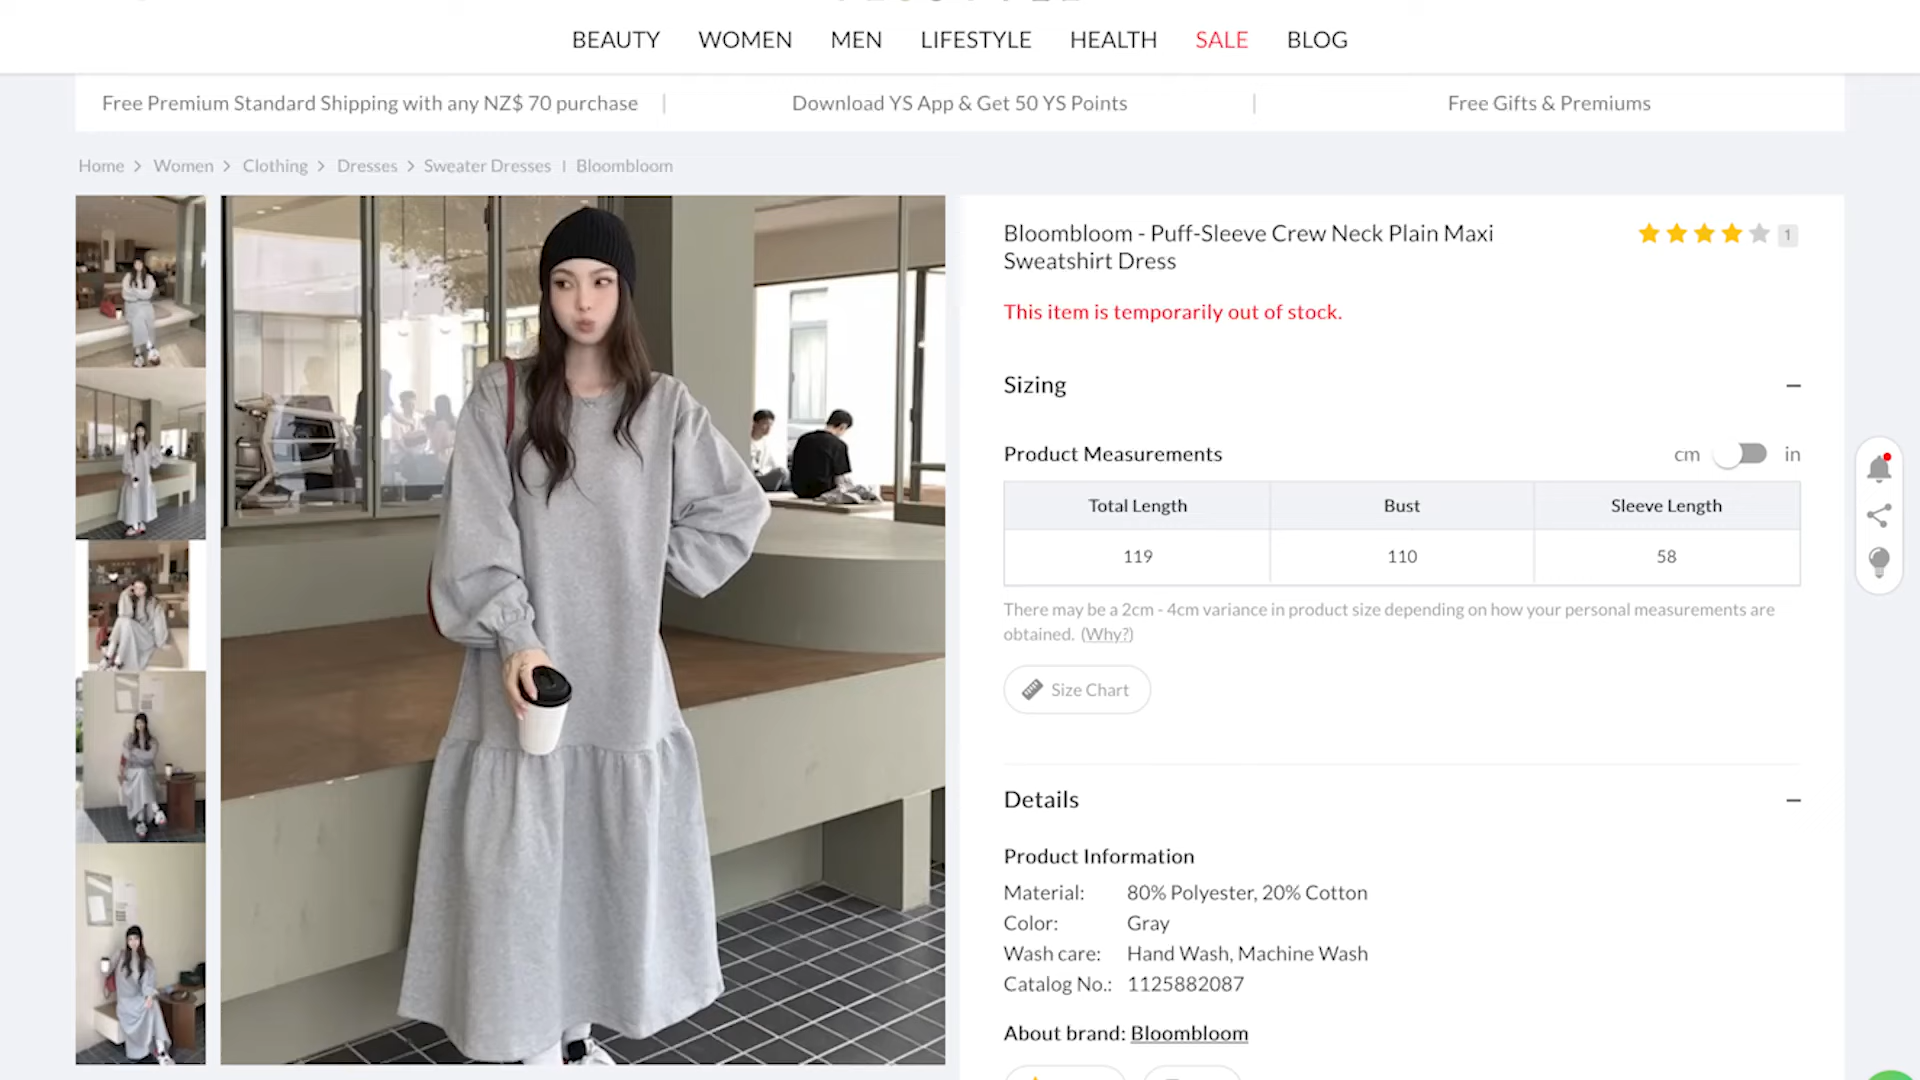 BEAUTY WOMEN MEN LIFESTYLE HEALTH SALE BLOG
Free Premium Standard Shipping with any NZ$ 70 purchase | Download YS App & Get 50 YS Points | Free Gifts & Premiums
Home > Women > Clothing > Dresses > Sweater Dresses | Bloombloom
Bloombloom - Puff-Sleeve Crew Neck Plain Maxi
Sweatshirt Dress
1
This item is temporarily out of stock.
Sizing
Product Measurements
cm in
Total Length Bust Sleeve Length
119 110 58
There may be a 2cm - 4cm variance in product size depending on how your personal measurements are
obtained. (Why?)
Size Chart
Details
Product Information
Material: 80% Polyester, 20% Cotton
Color: Gray
Wash care: Hand Wash, Machine Wash
Catalog No.: 1125882087
About brand: Bloombloom